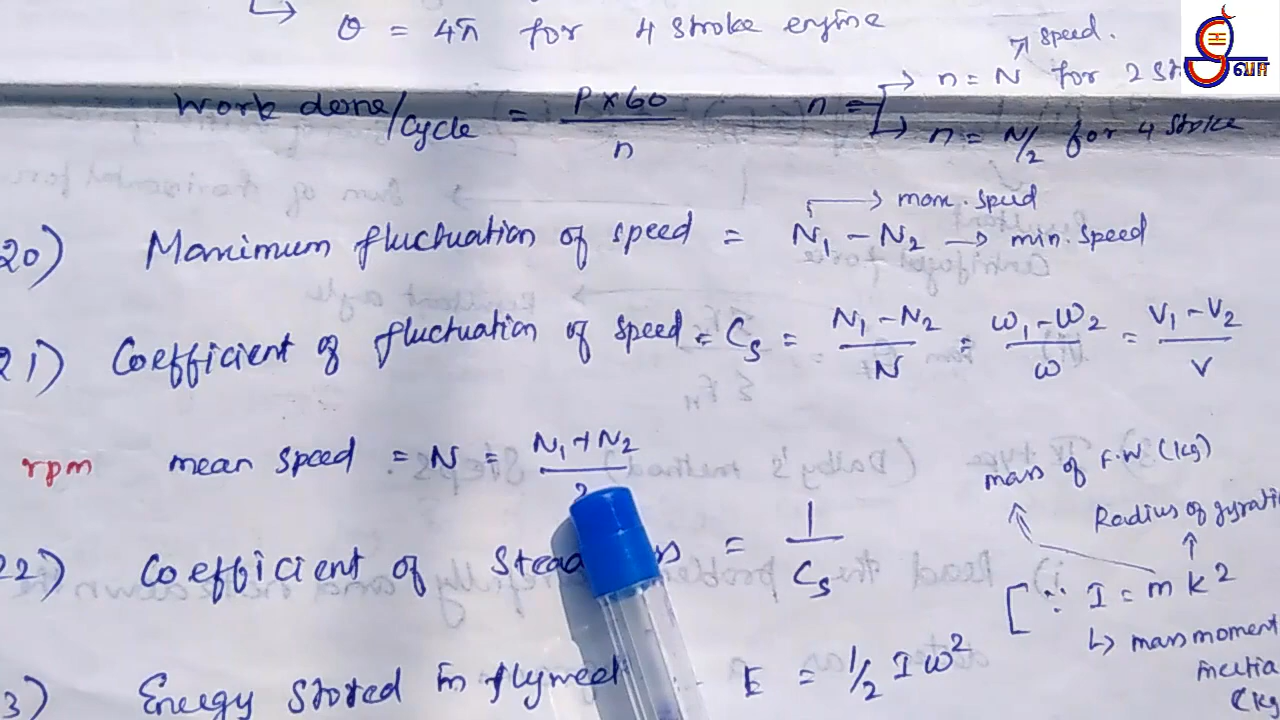 θ = 4π for 4 stroke engine
→ speed.
n = N for 2 st
Work done/cycle = P×60 / n
n =
n = N/2 for 4 stroke
→ max. speed
20) Maximum fluctuation of speed = N₁ − N₂ → min. speed
21) Coefficient of fluctuation of speed = Cs = N₁−N₂ / N = ω₁−ω₂ / ω = V₁−V₂ / V
rpm mean speed = N = N₁+N₂ / 2
mass of F.W (kg)
Radius of gyrati
22) Coefficient of stead = 1 / Cs
[∵ I = mk²
↳ mass moment
inertia
(kg
3) Energy stored in flywheel E = 1/2 Iω²
வா